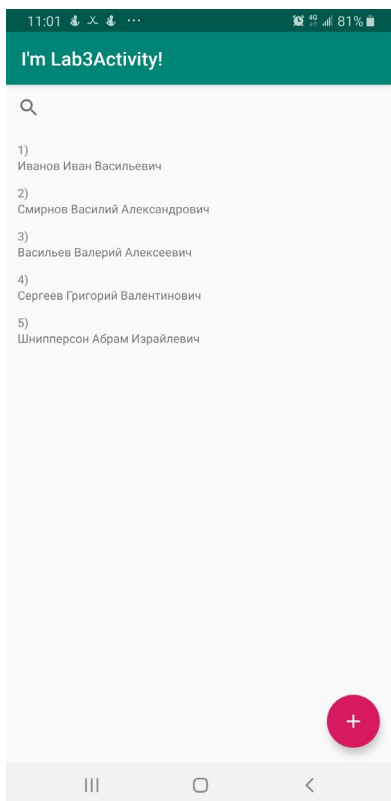 11:01
4G
81%
I'm Lab3Activity!
1)
Иванов Иван Васильевич
2)
Смирнов Василий Александрович
3)
Васильев Валерий Алексеевич
4)
Сергеев Григорий Валентинович
5)
Шнипперсон Абрам Израйлевич